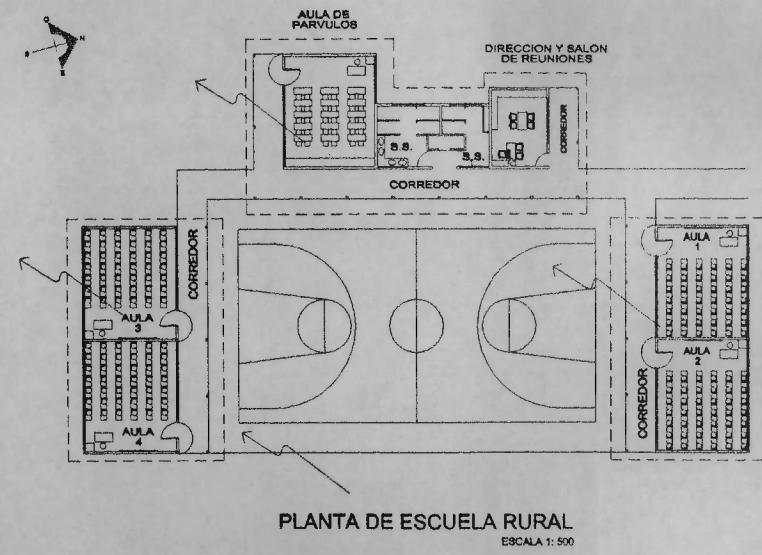 AULA DE
PARVULOS
DIRECCION Y SALON
DE REUNIONES
O
N
S
E
S.S.
S.S.
CORREDOR
CORREDOR
CORREDOR
AULA
1
AULA
3
AULA
2
CORREDOR
AULA
4
PLANTA DE ESCUELA RURAL
ESCALA 1: 500